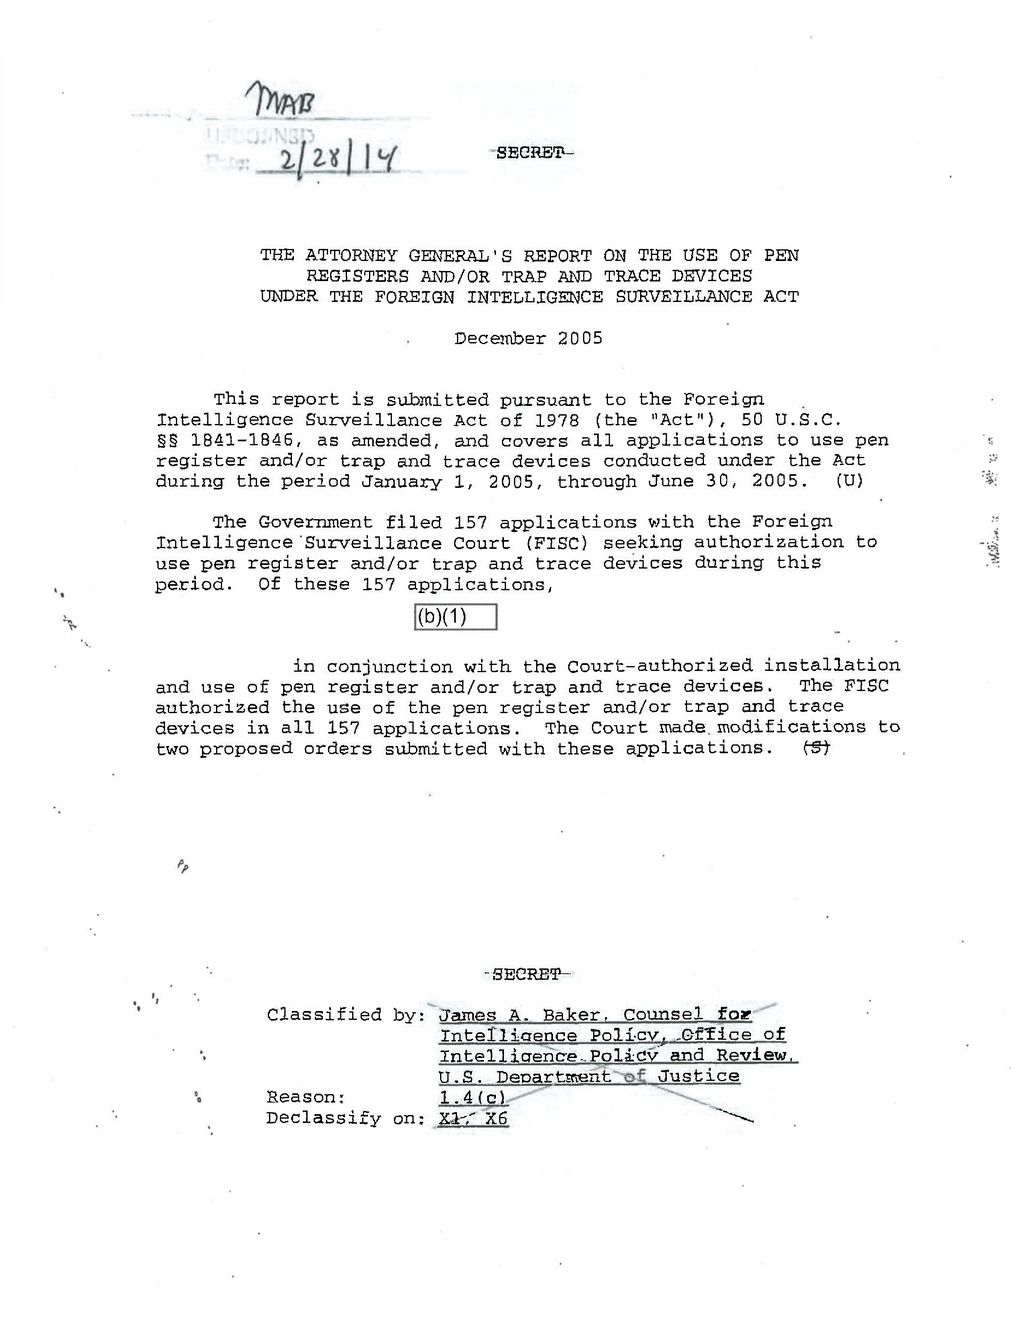 MAB
USDOJ/NSD
Date: 2/28/14
SECRET
THE ATTORNEY GENERAL'S REPORT ON THE USE OF PEN
REGISTERS AND/OR TRAP AND TRACE DEVICES
UNDER THE FOREIGN INTELLIGENCE SURVEILLANCE ACT
December 2005
This report is submitted pursuant to the Foreign
Intelligence Surveillance Act of 1978 (the "Act"), 50 U.S.C.
§§ 1841-1846, as amended, and covers all applications to use pen
register and/or trap and trace devices conducted under the Act
during the period January 1, 2005, through June 30, 2005. (U)
The Government filed 157 applications with the Foreign
Intelligence Surveillance Court (FISC) seeking authorization to
use pen register and/or trap and trace devices during this
period. Of these 157 applications,
(b)(1)
in conjunction with the Court-authorized installation
and use of pen register and/or trap and trace devices. The FISC
authorized the use of the pen register and/or trap and trace
devices in all 157 applications. The Court made modifications to
two proposed orders submitted with these applications. (S)
SECRET
Classified by: James A. Baker, Counsel for
Intelligence Policy, Office of
Intelligence Policy and Review,
U.S. Department of Justice
Reason: 1.4(c)
Declassify on: X1, X6